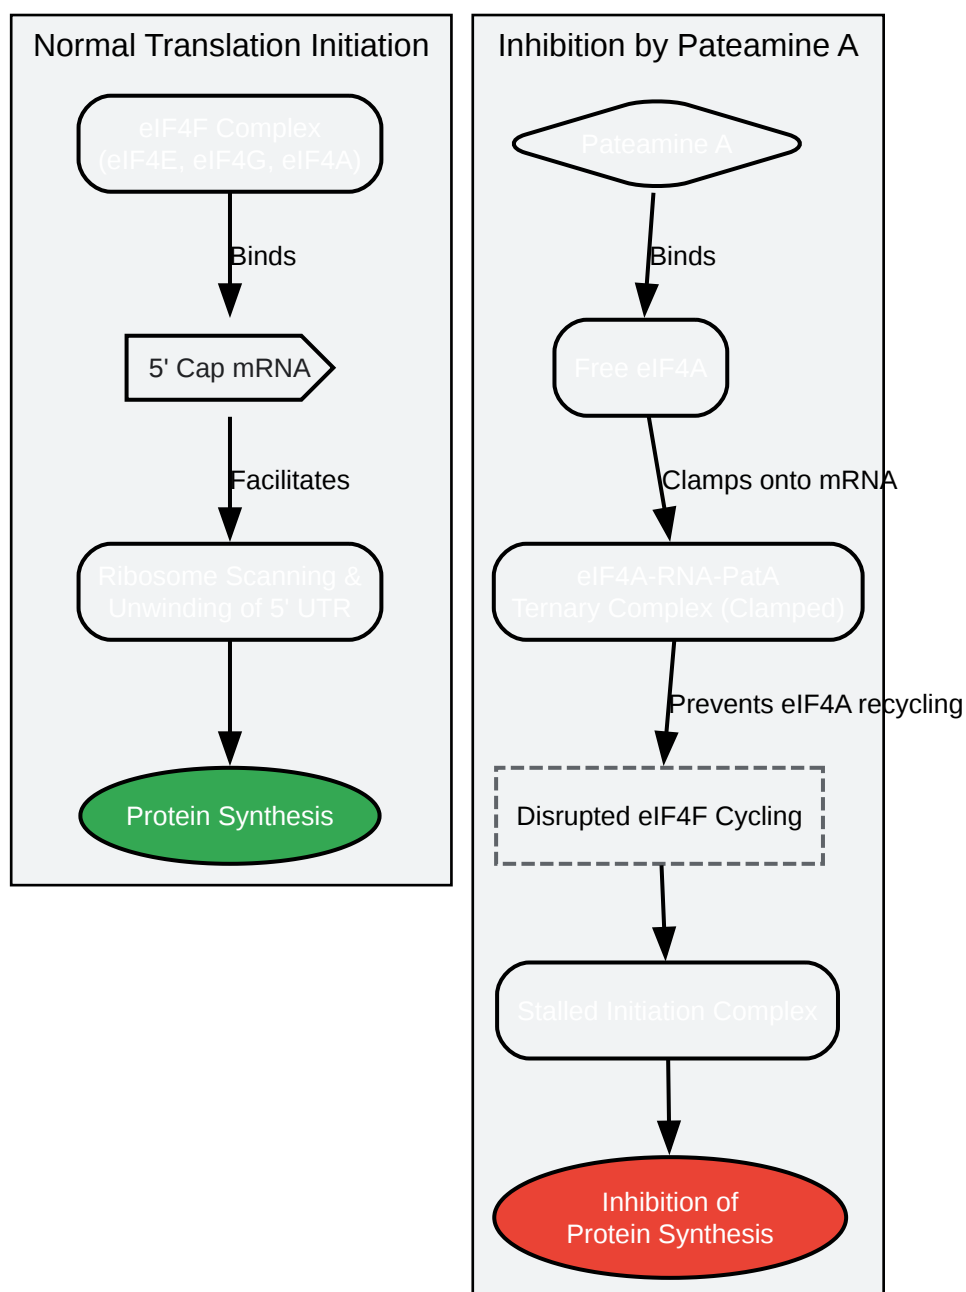 Normal Translation Initiation
eIF4F Complex
(eIF4E, eIF4G, eIF4A)
Binds
5' Cap mRNA
Facilitates
Ribosome Scanning &
Unwinding of 5' UTR
Protein Synthesis
Inhibition by Pateamine A
Pateamine A
Binds
Free eIF4A
Clamps onto mRNA
eIF4A-RNA-PatA
Ternary Complex (Clamped)
Prevents eIF4A recycling
Disrupted eIF4F Cycling
Stalled Initiation Complex
Inhibition of
Protein Synthesis